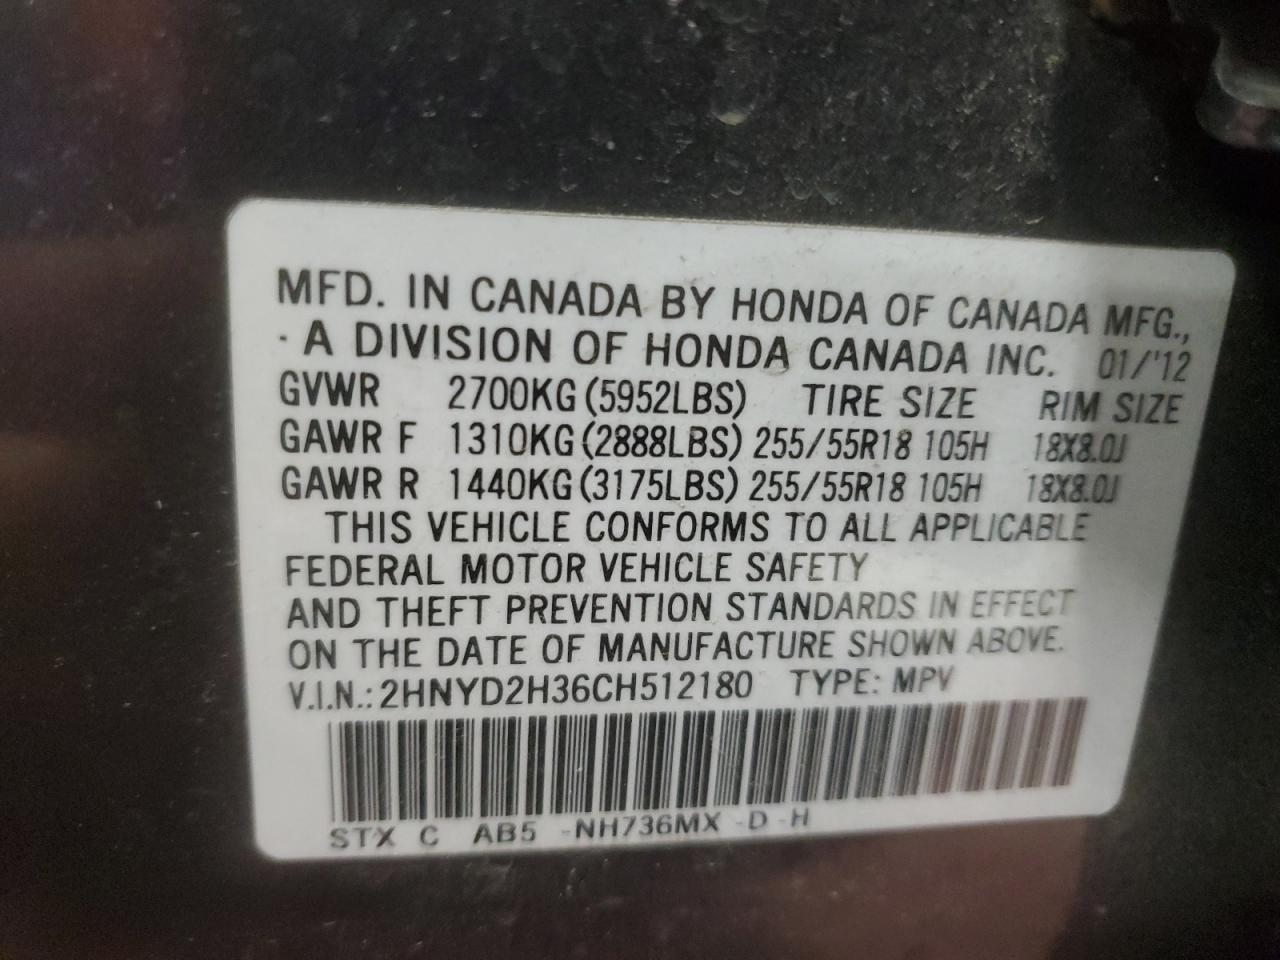 MFD. IN CANADA BY HONDA OF CANADA MFG.,
· A DIVISION OF HONDA CANADA INC. 01/'12
GVWR 2700KG (5952LBS) TIRE SIZE RIM SIZE
GAWR F 1310KG (2888LBS) 255/55R18 105H 18X8.0J
GAWR R 1440KG (3175LBS) 255/55R18 105H 18X8.0J
THIS VEHICLE CONFORMS TO ALL APPLICABLE
FEDERAL MOTOR VEHICLE SAFETY
AND THEFT PREVENTION STANDARDS IN EFFECT
ON THE DATE OF MANUFACTURE SHOWN ABOVE.
V.I.N.: 2HNYD2H36CH512180 TYPE: MPV
STX C AB5 -NH736MX -D -H